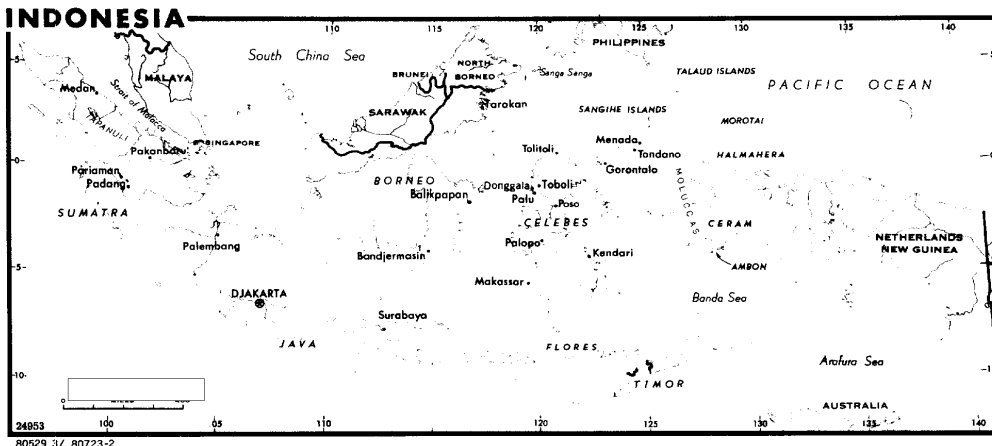 INDONESIA
120 125 130 135 140
South China Sea
PHILIPPINES
5
NORTH
BORNEO
BRUNEI
Sanga Sanga
TALAUD ISLANDS
PACIFIC OCEAN
MALAYA
Medan
Strait of Malacca
Tarakan
SANGIHE ISLANDS
SARAWAK
MOROTAI
TAPANULI
SINGAPORE
Menado
Tolitoli
Pakanbaru
Tondano
HALMAHERA
0
Gorontalo
Pariaman
Padang
BORNEO
Donggala
Toboli
Balikpapan
Palu
Poso
MOLUCCAS
SUMATRA
CELEBES
CERAM
Palembang
Palopo
NETHERLANDS
NEW GUINEA
Bandjermasin
Kendari
AMBON
5
Makassar
DJAKARTA
Banda Sea
Surabaya
JAVA
FLORES
Arafura Sea
10
TIMOR
AUSTRALIA
24953
100 105 110 115 120 125 130 135 140
80529 3/ 80723-2